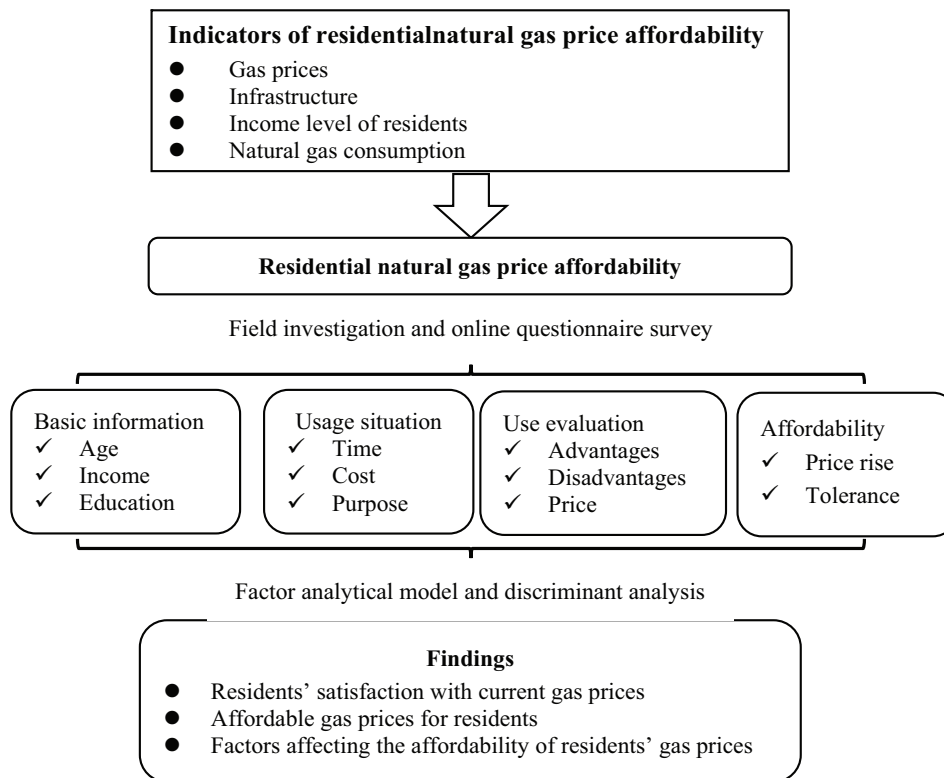 Indicators of residentialnatural gas price affordability
● Gas prices
● Infrastructure
● Income level of residents
● Natural gas consumption
Residential natural gas price affordability
Field investigation and online questionnaire survey
Basic information
✓ Age
✓ Income
✓ Education
Usage situation
✓ Time
✓ Cost
✓ Purpose
Use evaluation
✓ Advantages
✓ Disadvantages
✓ Price
Affordability
✓ Price rise
✓ Tolerance
Factor analytical model and discriminant analysis
Findings
● Residents’ satisfaction with current gas prices
● Affordable gas prices for residents
● Factors affecting the affordability of residents’ gas prices